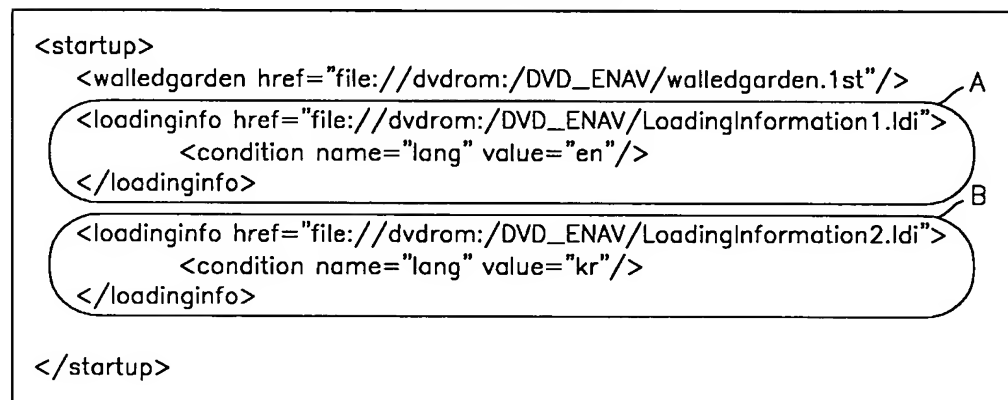 <startup>
<walledgarden href="file://dvdrom:/DVD_ENAV/walledgarden.1st"/>
A
<loadinginfo href="file://dvdrom:/DVD_ENAV/LoadingInformation1.ldi">
<condition name="lang" value="en"/>
</loadinginfo>
B
<loadinginfo href="file://dvdrom:/DVD_ENAV/LoadingInformation2.ldi">
<condition name="lang" value="kr"/>
</loadinginfo>
</startup>